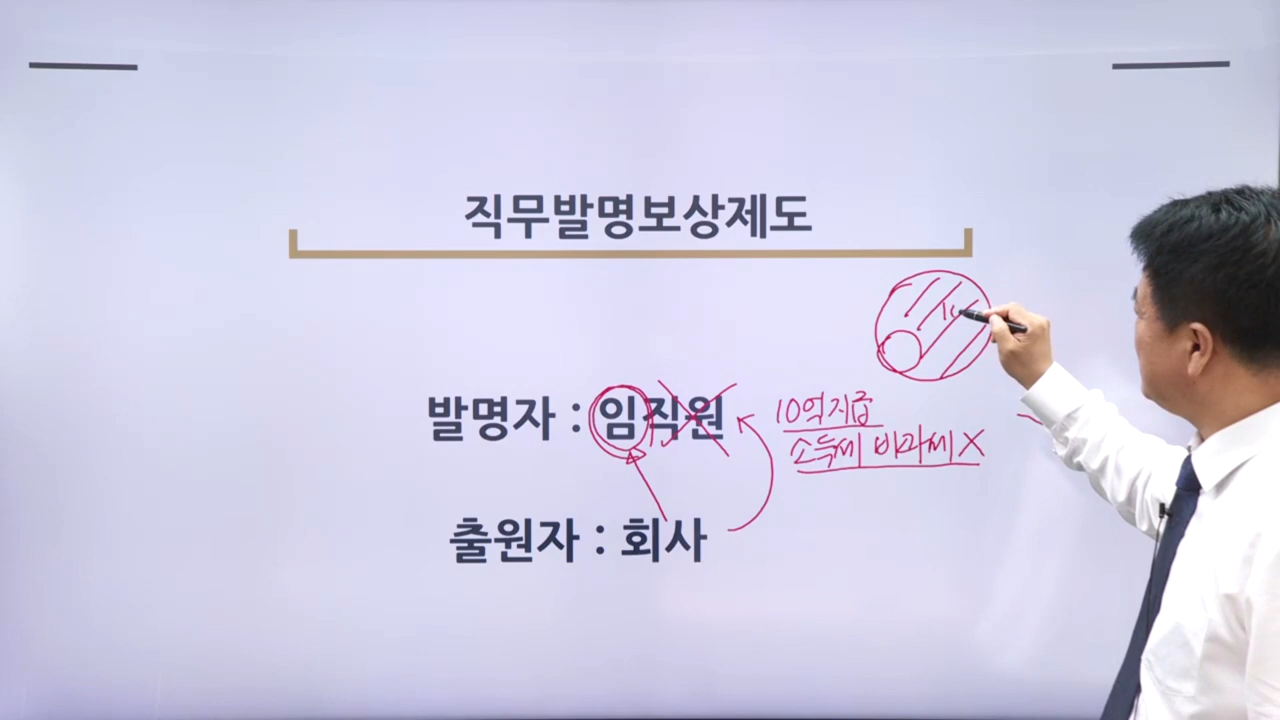 직무발명보상제도
발명자 : 임직원
10억 지급
소득세 비과세 X
출원자 : 회사